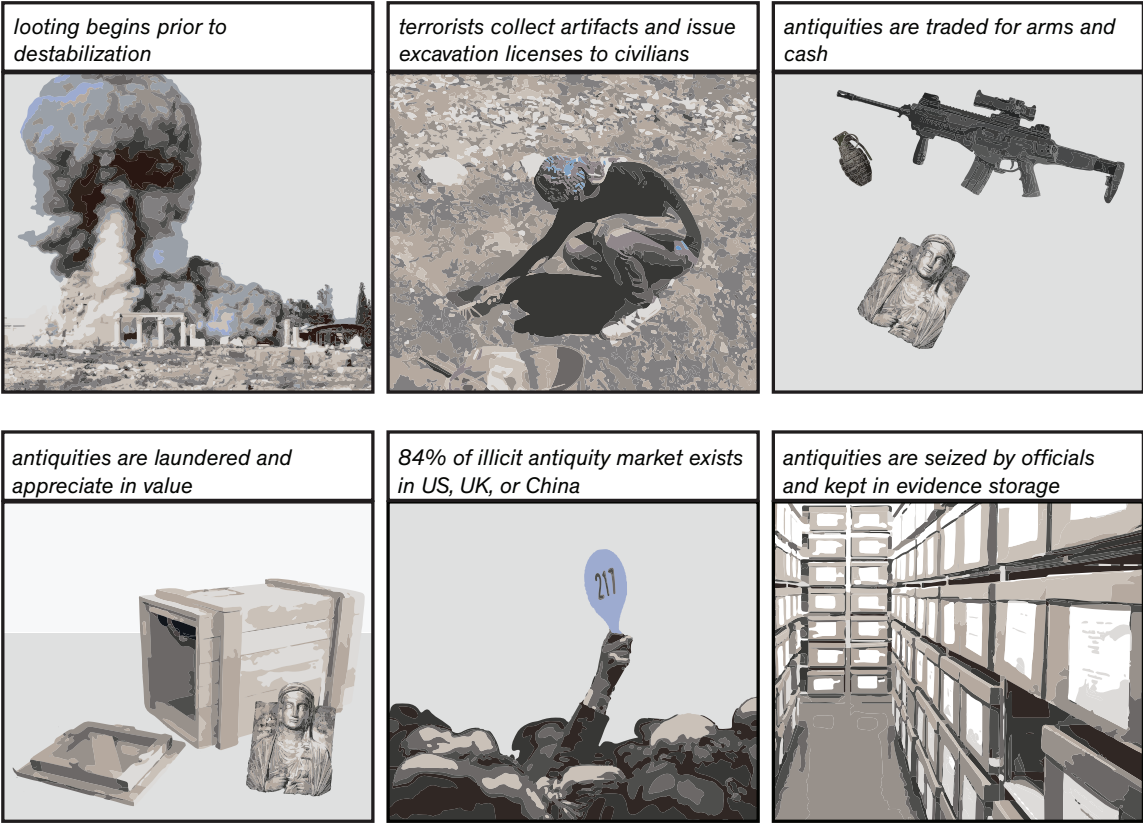 looting begins prior to
destabilization
terrorists collect artifacts and issue
excavation licenses to civilians
antiquities are traded for arms and
cash
antiquities are laundered and
appreciate in value
84% of illicit antiquity market exists
in US, UK, or China
217
antiquities are seized by officials
and kept in evidence storage